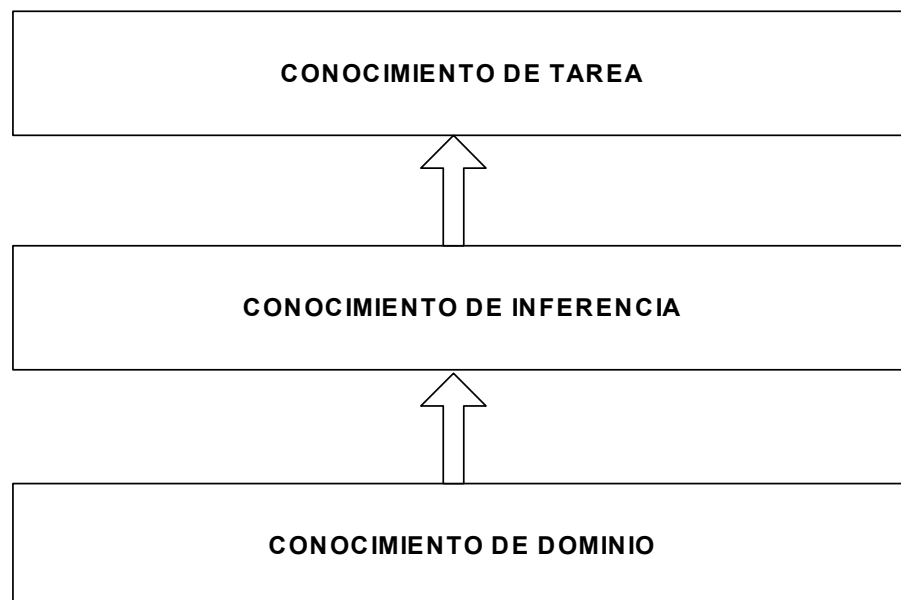 CONOCIMIENTO DE TAREA
CONOCIMIENTO DE INFERENCIA
CONOCIMIENTO DE DOMINIO